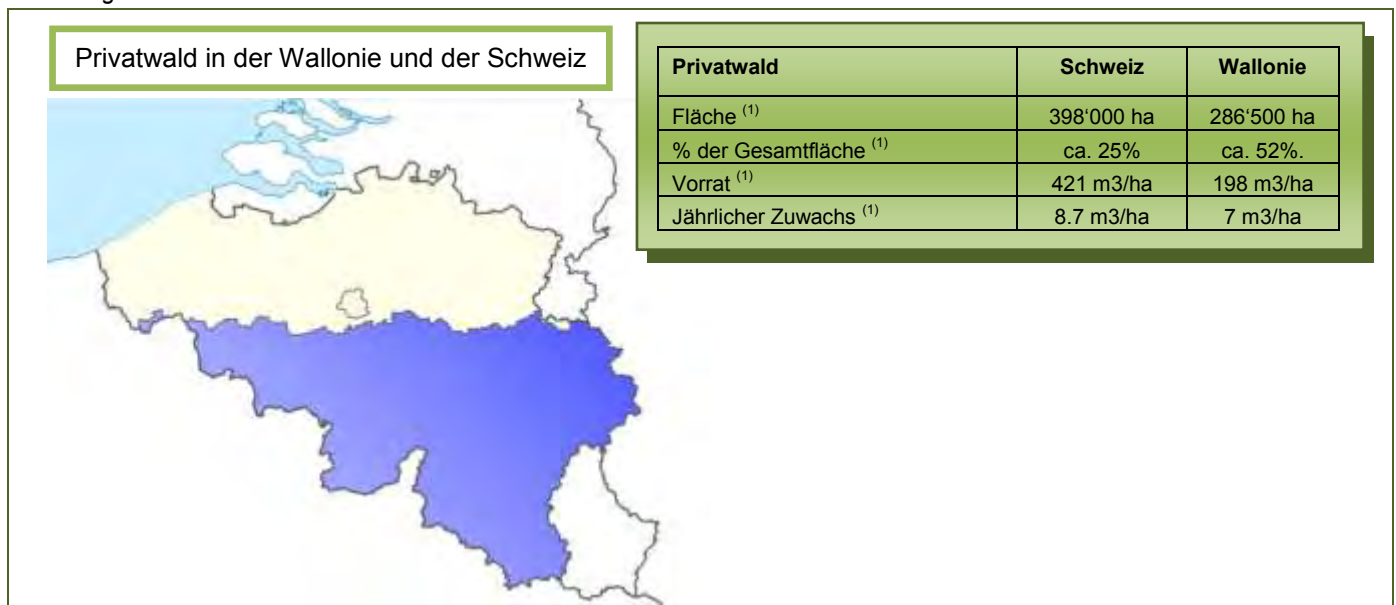 Privatwald in der Wallonie und der Schweiz
Privatwald Schweiz Wallonie
Fläche (1) 398‘000 ha 286‘500 ha
% der Gesamtfläche (1) ca. 25% ca. 52%.
Vorrat (1) 421 m3/ha 198 m3/ha
Jährlicher Zuwachs (1) 8.7 m3/ha 7 m3/ha